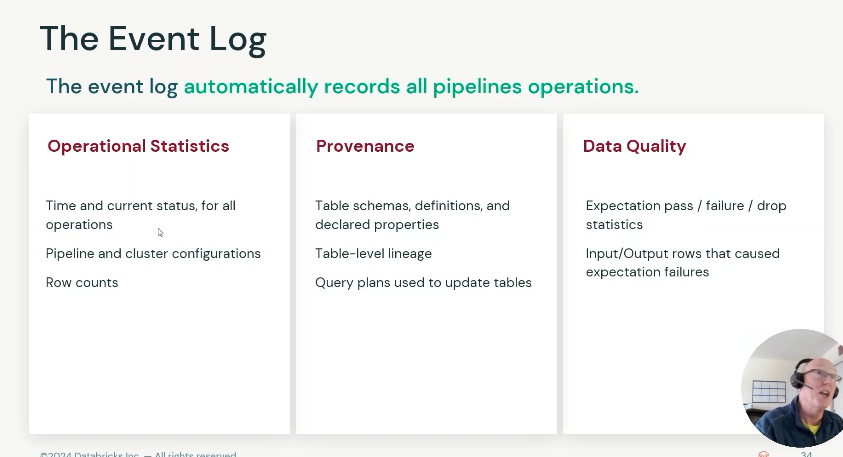 The Event Log
The event log automatically records all pipelines operations.
Operational Statistics
Time and current status, for all
operations
Pipeline and cluster configurations
Row counts
Provenance
Table schemas, definitions, and
declared properties
Table-level lineage
Query plans used to update tables
Data Quality
Expectation pass / failure / drop
statistics
Input/Output rows that caused
expectation failures
©2024 Databricks Inc. — All rights reserved
34